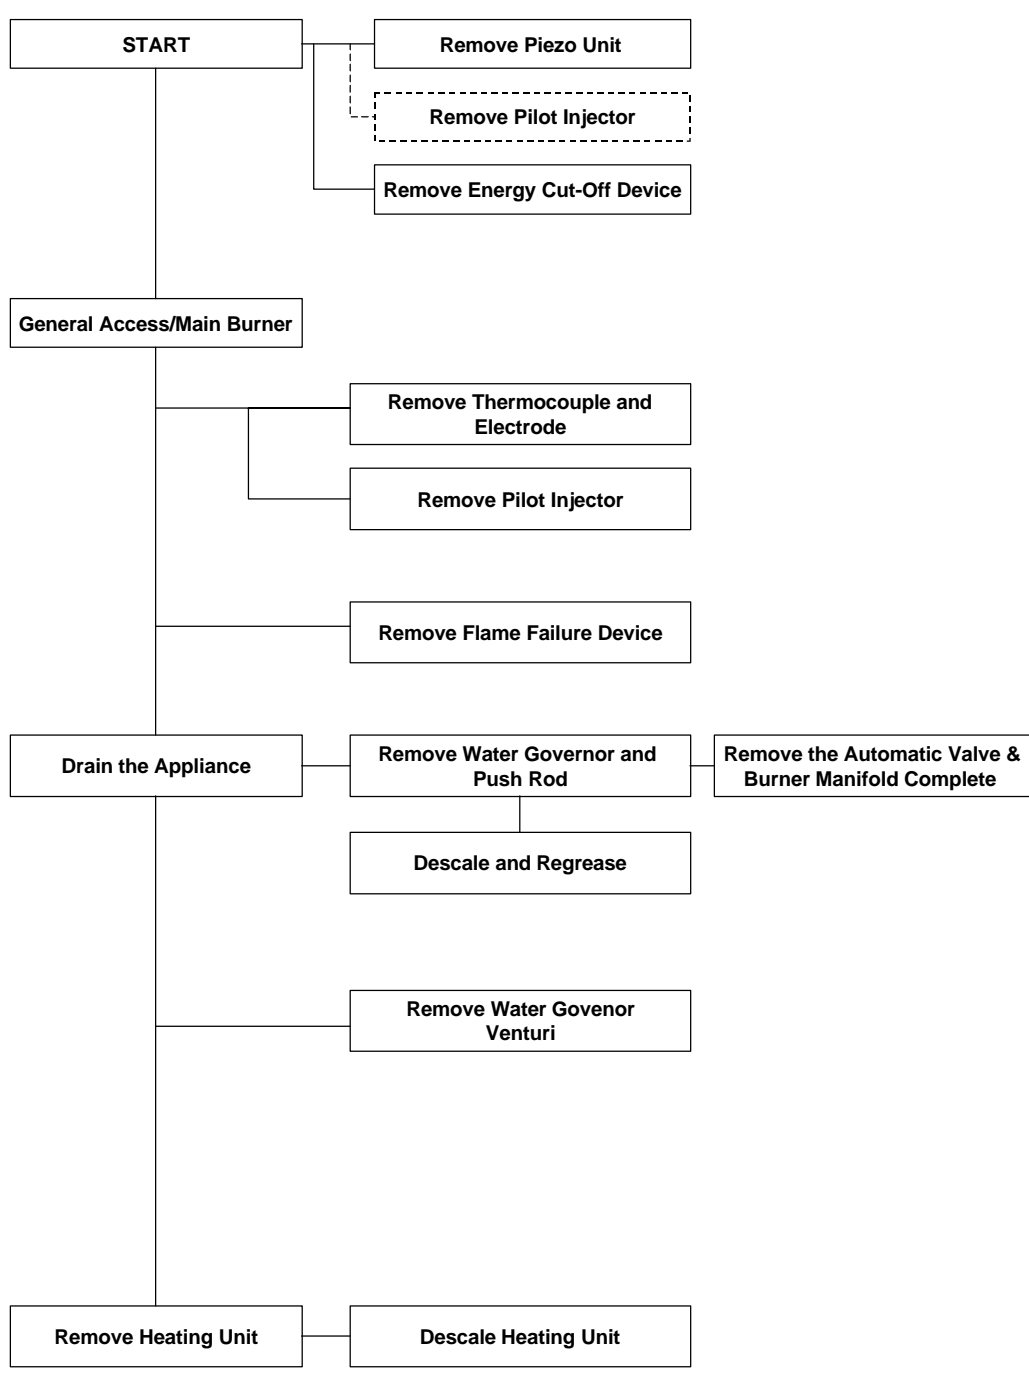 START
Remove Piezo Unit
Remove Pilot Injector
Remove Energy Cut-Off Device
General Access/Main Burner
Remove Thermocouple and
Electrode
Remove Pilot Injector
Remove Flame Failure Device
Drain the Appliance
Remove Water Governor and
Push Rod
Remove the Automatic Valve &
Burner Manifold Complete
Descale and Regrease
Remove Water Govenor
Venturi
Remove Heating Unit
Descale Heating Unit